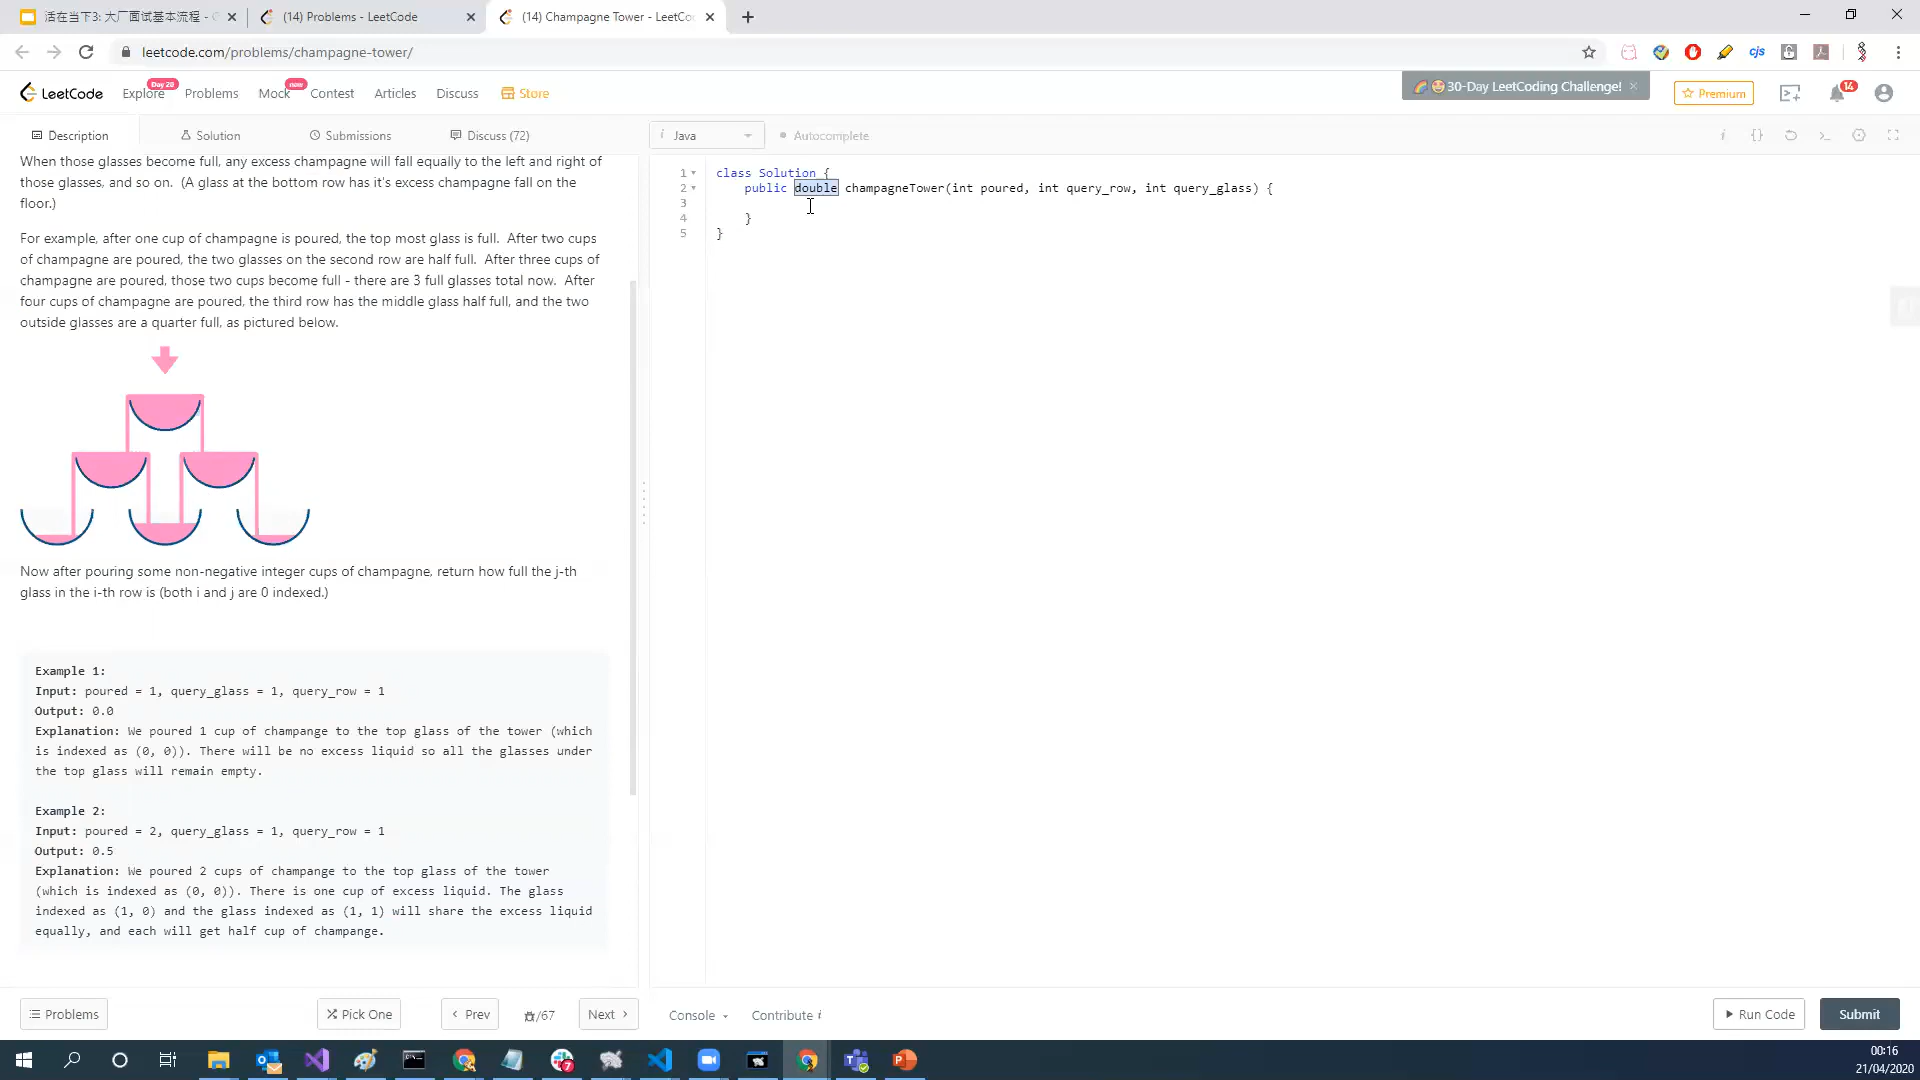 活在当下3: 大厂面试基本流程 -
(14) Problems - LeetCode
(14) Champagne Tower - LeetCo
leetcode.com/problems/champagne-tower/
cjs
LeetCode
Explore
Day 20
Problems
Mock
now
Contest
Articles
Discuss
Store
30-Day LeetCoding Challenge!
Premium
14
Description
Solution
Submissions
Discuss (72)
Java
Autocomplete
When those glasses become full, any excess champagne will fall equally to the left and right of
those glasses, and so on. (A glass at the bottom row has it's excess champagne fall on the
floor.)
For example, after one cup of champagne is poured, the top most glass is full. After two cups
of champagne are poured, the two glasses on the second row are half full. After three cups of
champagne are poured, those two cups become full - there are 3 full glasses total now. After
four cups of champagne are poured, the third row has the middle glass half full, and the two
outside glasses are a quarter full, as pictured below.
Now after pouring some non-negative integer cups of champagne, return how full the j-th
glass in the i-th row is (both i and j are 0 indexed.)
Example 1:
Input: poured = 1, query_glass = 1, query_row = 1
Output: 0.0
Explanation: We poured 1 cup of champange to the top glass of the tower (which
is indexed as (0, 0)). There will be no excess liquid so all the glasses under
the top glass will remain empty.
Example 2:
Input: poured = 2, query_glass = 1, query_row = 1
Output: 0.5
Explanation: We poured 2 cups of champange to the top glass of the tower
(which is indexed as (0, 0)). There is one cup of excess liquid. The glass
indexed as (1, 0) and the glass indexed as (1, 1) will share the excess liquid
equally, and each will get half cup of champange.
1 class Solution {
2 public double champagneTower(int poured, int query_row, int query_glass) {
3
4 }
5 }
Problems
Pick One
Prev
/67
Next
Console
Contribute i
Run Code
Submit
7
00:16
21/04/2020